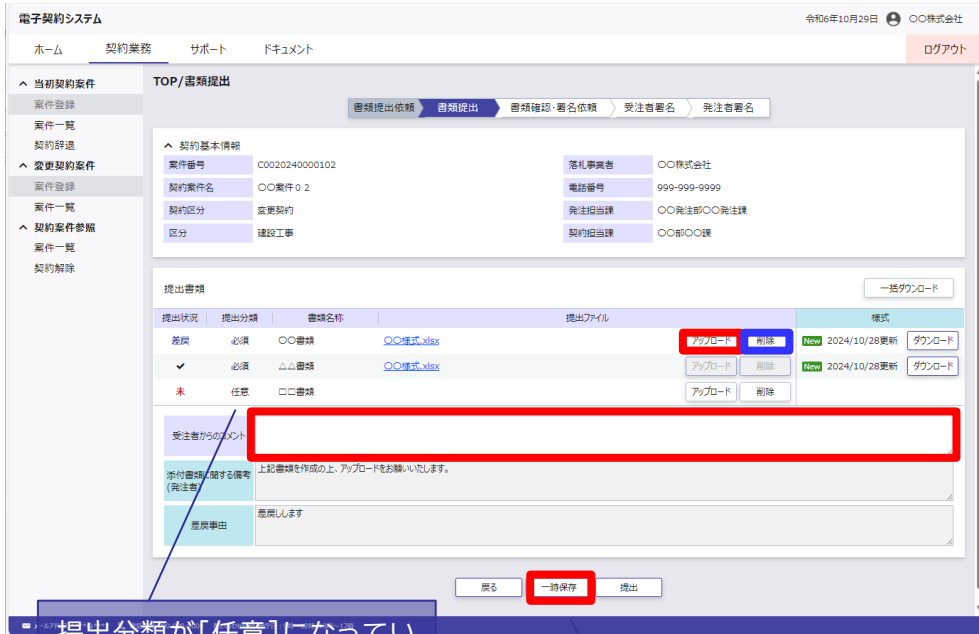 電子契約システム
令和6年10月29日 〇〇株式会社
ホーム 契約業務 サポート ドキュメント ログアウト
当初契約案件
案件登録
案件一覧
契約辞退
変更契約案件
案件登録
案件一覧
契約案件参照
案件一覧
契約解除
TOP/書類提出
書類提出依頼 書類提出 書類確認・署名依頼 受注者署名 発注者署名
契約基本情報
案件番号 C0020240000102 落札事業者 〇〇株式会社
契約案件名 〇〇案件02 電話番号 999-999-9999
契約区分 変更契約 発注担当課 〇〇発注部〇〇発注課
区分 建設工事 契約担当課 〇〇部〇〇課
提出書類 一括ダウンロード
提出状況 提出分類 書類名称 提出ファイル 様式
差戻 必須 〇〇書類 〇〇様式.xlsx アップロード 削除 New 2024/10/28更新 ダウンロード
✔ 必須 △△書類 〇〇様式.xlsx アップロード 削除 New 2024/10/28更新 ダウンロード
未 任意 □□書類 アップロード 削除
受注者からのコメント
添付書類に関する備考
(発注者)
上記書類を作成の上、アップロードをお願いいたします。
差戻事由 差戻しします
戻る 一時保存 提出
提出分類が[任意]になってい